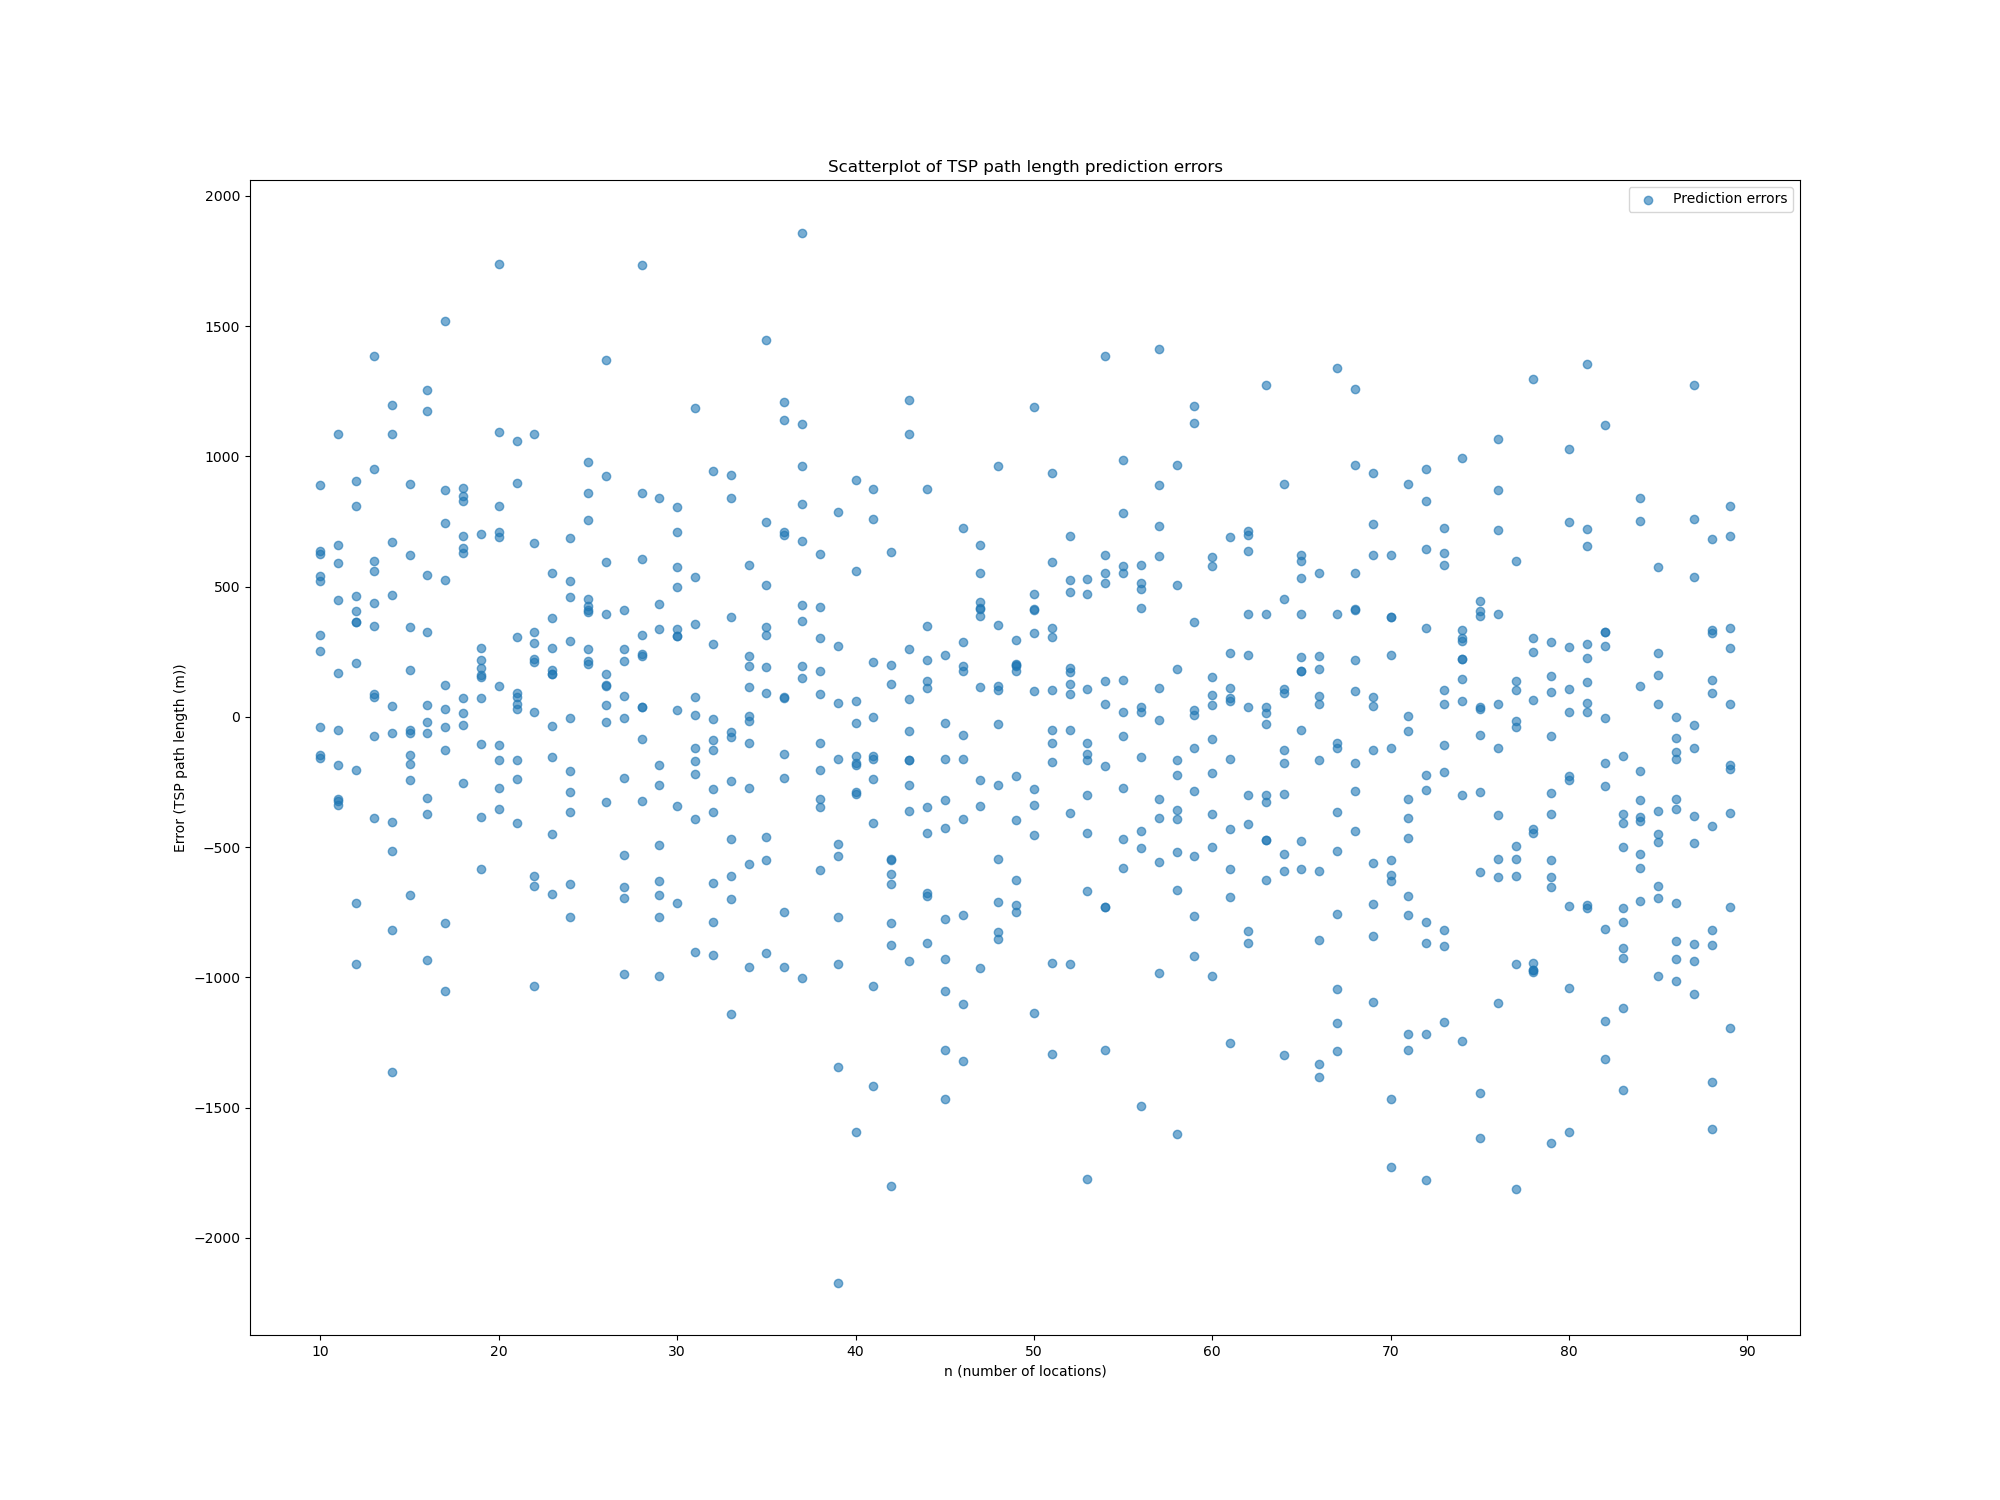 Scatterplot of TSP path length prediction errors
Prediction errors
2000
1500
1000
500
0
−500
−1000
−1500
−2000
Error (TSP path length (m))
10 20 30 40 50 60 70 80 90
n (number of locations)